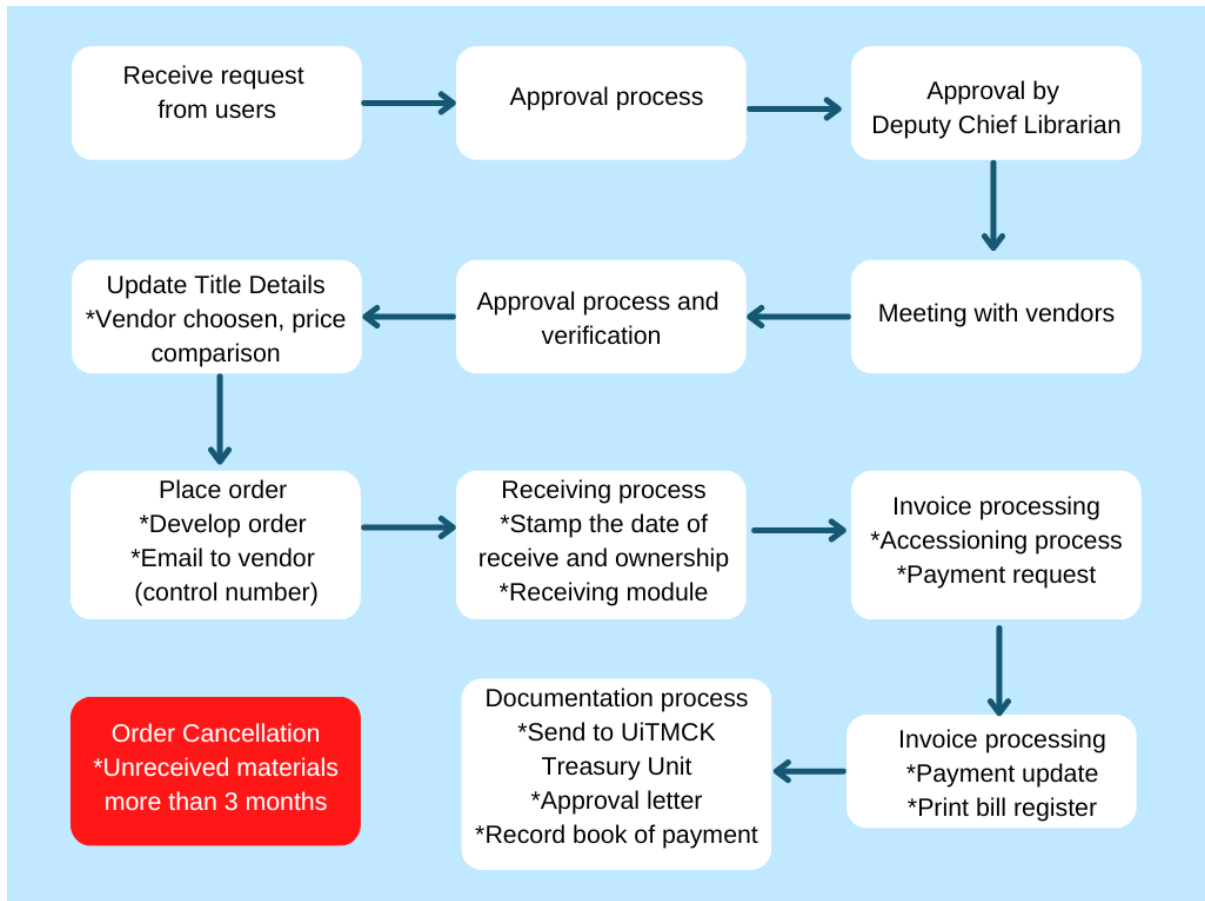 Receive request
from users
Approval process
Approval by
Deputy Chief Librarian
Meeting with vendors
Approval process and
verification
Update Title Details
*Vendor choosen, price
comparison
Place order
*Develop order
*Email to vendor
(control number)
Receiving process
*Stamp the date of
receive and ownership
*Receiving module
Invoice processing
*Accessioning process
*Payment request
Invoice processing
*Payment update
*Print bill register
Documentation process
*Send to UiTMCK
Treasury Unit
*Approval letter
*Record book of payment
Order Cancellation
*Unreceived materials
more than 3 months